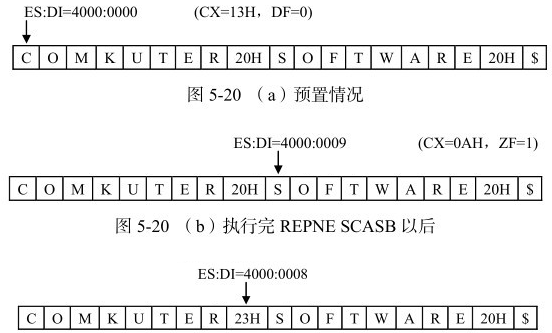 ES:DI=4000:0000 (CX=13H，DF=0)
C O M K U T E R 20H S O F T W A R E 20H $
图 5-20 （a）预置情况
ES:DI=4000:0009 (CX=0AH，ZF=1)
C O M K U T E R 20H S O F T W A R E 20H $
图 5-20 （b）执行完 REPNE SCASB 以后
ES:DI=4000:0008
C O M K U T E R 23H S O F T W A R E 20H $